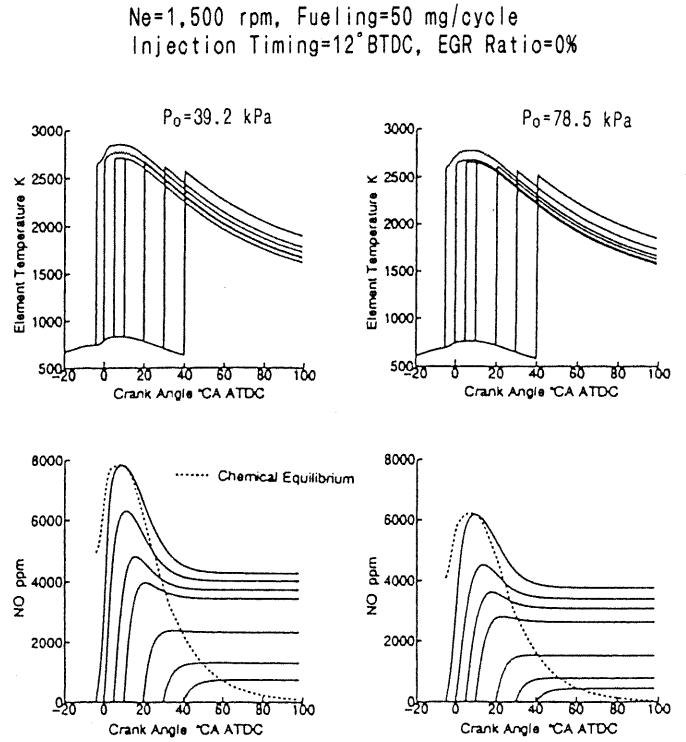 Ne=1,500 rpm, Fueling=50 mg/cycle
Injection Timing=12°BTDC, EGR Ratio=0%
P₀=39.2 kPa
Element Temperature K
3000
2500
2000
1500
1000
500
-20 0 20 40 60 80 100
Crank Angle °CA ATDC
P₀=78.5 kPa
Element Temperature K
3000
2500
2000
1500
1000
500
-20 0 20 40 60 80 100
Crank Angle °CA ATDC
NO ppm
8000
6000
4000
2000
0
Chemical Equilibrium
-20 0 20 40 60 80 100
Crank Angle °CA ATDC
NO ppm
8000
6000
4000
2000
0
-20 0 20 40 60 80 100
Crank Angle °CA ATDC